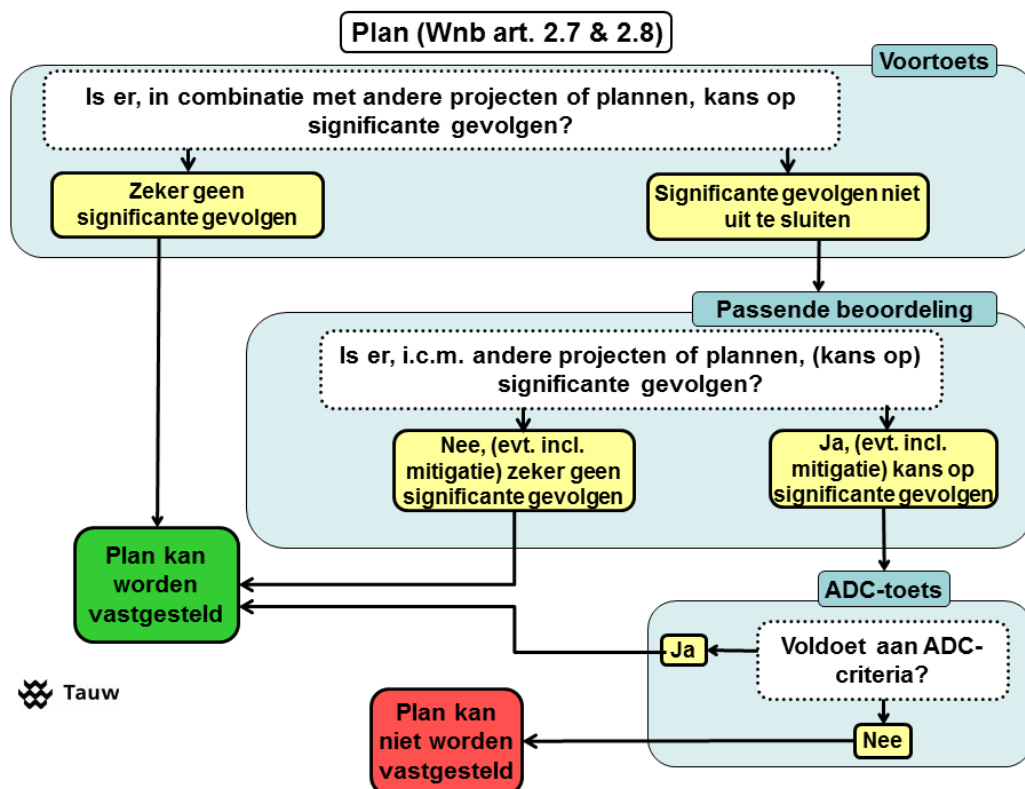 Plan (Wnb art. 2.7 & 2.8)
Voortoets
Is er, in combinatie met andere projecten of plannen, kans op
significante gevolgen?
Zeker geen
significante gevolgen
Significante gevolgen niet
uit te sluiten
Passende beoordeling
Is er, i.c.m. andere projecten of plannen, (kans op)
significante gevolgen?
Nee, (evt. incl.
mitigatie) zeker geen
significante gevolgen
Ja, (evt. incl.
mitigatie) kans op
significante gevolgen
Plan kan
worden
vastgesteld
ADC-toets
Ja
Voldoet aan ADC-
criteria?
Nee
Tauw
Plan kan
niet worden
vastgesteld